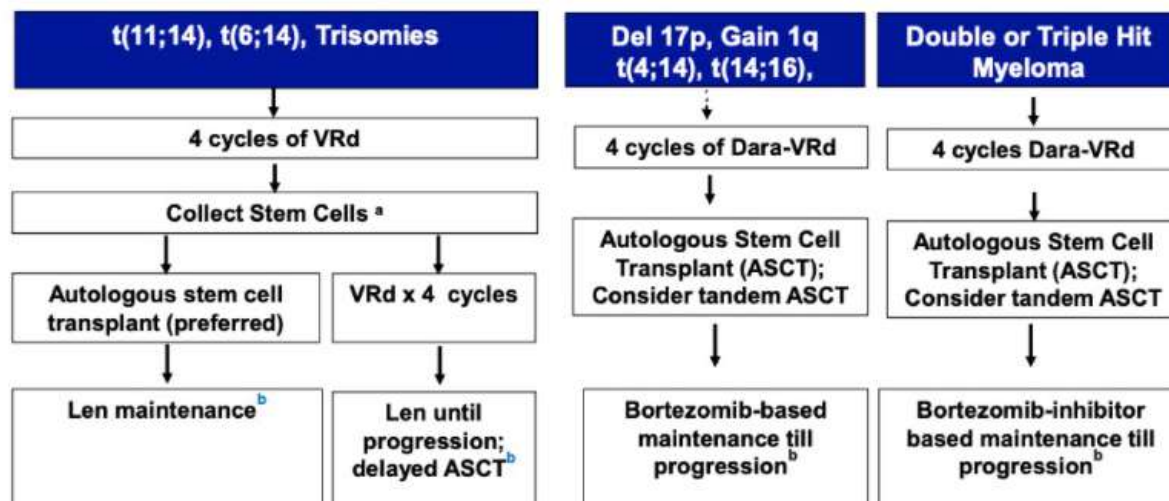 t(11;14), t(6;14), Trisomies
4 cycles of VRd
Collect Stem Cells a
Autologous stem cell
transplant (preferred)
Len maintenance b
VRd x 4 cycles
Len until
progression;
delayed ASCT b
Del 17p, Gain 1q
t(4;14), t(14;16),
4 cycles of Dara-VRd
Autologous Stem Cell
Transplant (ASCT);
Consider tandem ASCT
Bortezomib-based
maintenance till
progression b
Double or Triple Hit
Myeloma
4 cycles Dara-VRd
Autologous Stem Cell
Transplant (ASCT);
Consider tandem ASCT
Bortezomib-inhibitor
based maintenance till
progression b